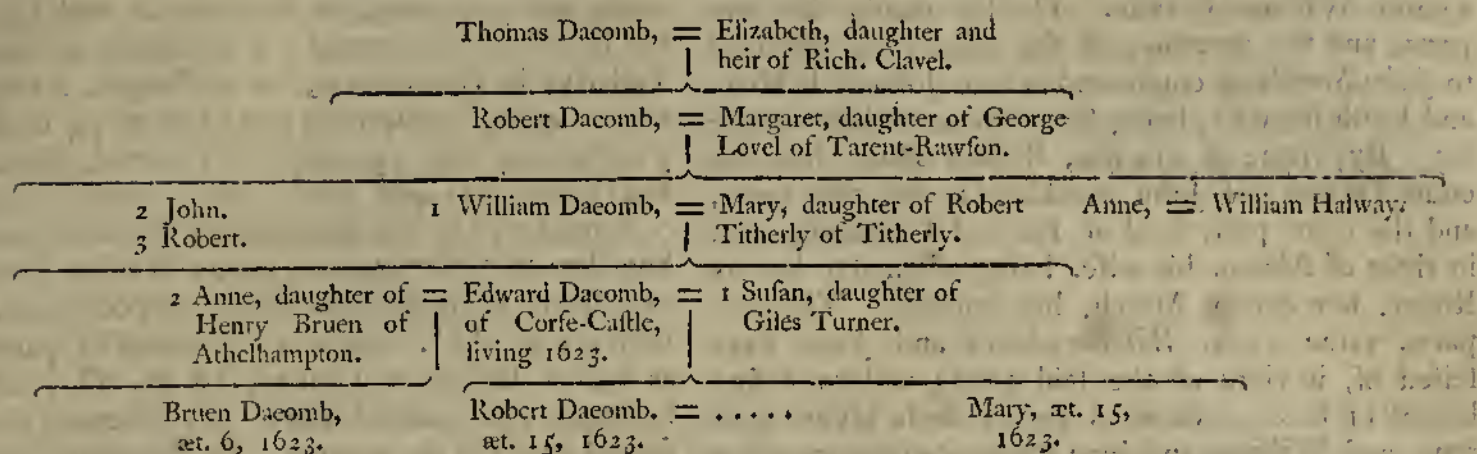 Thomas Dacomb, = Elizabeth, daughter and
heir of Rich. Clavel.
Robert Dacomb, = Margaret, daughter of George
Lovel of Tarent-Rawſon.
2 John. 1 William Dacomb, = Mary, daughter of Robert Anne, = William Halway.
3 Robert. Titherly of Titherly.
2 Anne, daughter of = Edward Dacomb, = 1 Suſan, daughter of
Henry Bruen of of Corfe-Caſtle, Giles Turner.
Athelhampton. living 1623.
Bruen Dacomb, Robert Dacomb. = ..... Mary, æt. 15,
æt. 6, 1623. æt. 15, 1623. 1623.